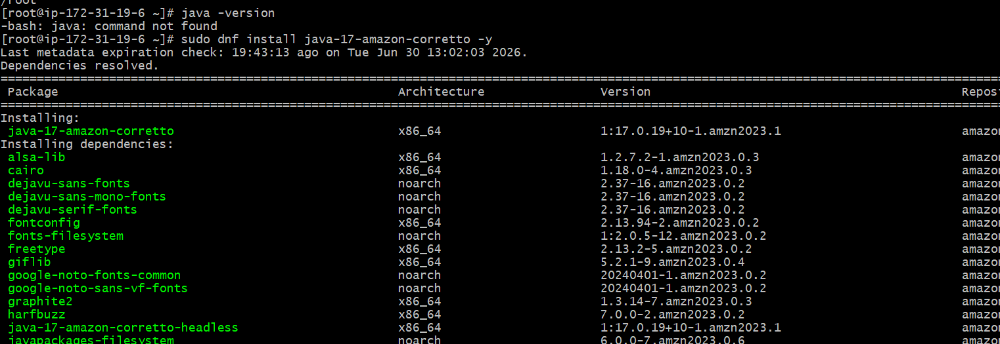 /root
[root@ip-172-31-19-6 ~]# java -version
-bash: java: command not found
[root@ip-172-31-19-6 ~]# sudo dnf install java-17-amazon-corretto -y
Last metadata expiration check: 19:43:13 ago on Tue Jun 30 13:02:03 2026.
Dependencies resolved.
Package Architecture Version Reposi
Installing:
java-17-amazon-corretto x86_64 1:17.0.19+10-1.amzn2023.1 amazon
Installing dependencies:
alsa-lib x86_64 1.2.7.2-1.amzn2023.0.3 amazon
cairo x86_64 1.18.0-4.amzn2023.0.3 amazon
dejavu-sans-fonts noarch 2.37-16.amzn2023.0.2 amazon
dejavu-sans-mono-fonts noarch 2.37-16.amzn2023.0.2 amazon
dejavu-serif-fonts noarch 2.37-16.amzn2023.0.2 amazon
fontconfig x86_64 2.13.94-2.amzn2023.0.2 amazon
fonts-filesystem noarch 1:2.0.5-12.amzn2023.0.2 amazon
freetype x86_64 2.13.2-5.amzn2023.0.2 amazon
giflib x86_64 5.2.1-9.amzn2023.0.4 amazon
google-noto-fonts-common noarch 20240401-1.amzn2023.0.2 amazon
google-noto-sans-vf-fonts noarch 20240401-1.amzn2023.0.2 amazon
graphite2 x86_64 1.3.14-7.amzn2023.0.3 amazon
harfbuzz x86_64 7.0.0-2.amzn2023.0.2 amazon
java-17-amazon-corretto-headless x86_64 1:17.0.19+10-1.amzn2023.1 amazon
javapackages-filesystem noarch 6.0.0-7.amzn2023.0.6 amazon